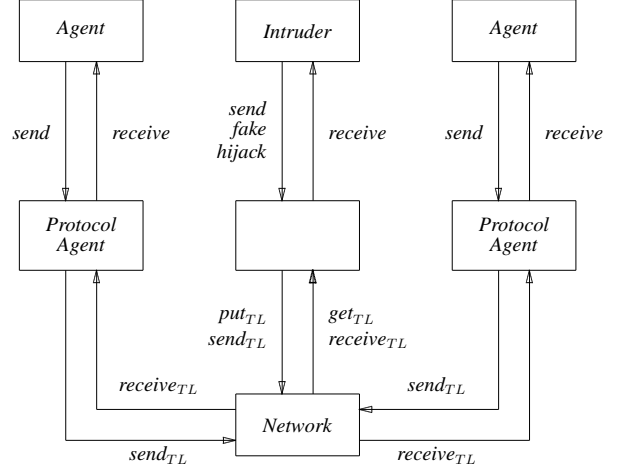 Agent
Intruder
Agent
send
receive
send
fake
hijack
receive
send
receive
Protocol
Agent
Protocol
Agent
put_TL
send_TL
get_TL
receive_TL
receive_TL
send_TL
Network
send_TL
receive_TL